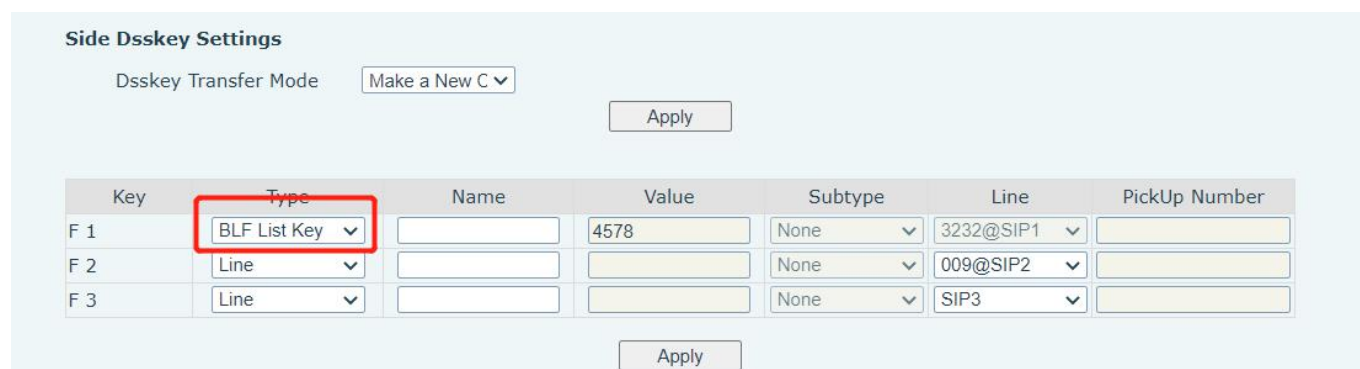 Side Dsskey Settings
Dsskey Transfer Mode Make a New C
Apply
Key Type Name Value Subtype Line PickUp Number
F 1 BLF List Key 4578 None 3232@SIP1
F 2 Line None 009@SIP2
F 3 Line None SIP3
Apply